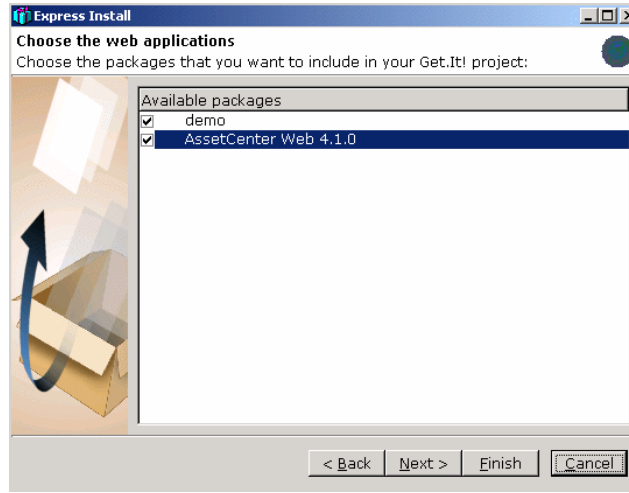 Express Install
Choose the web applications
Choose the packages that you want to include in your Get.It! project:
Available packages
demo
AssetCenter Web 4.1.0
< Back
Next >
Finish
Cancel